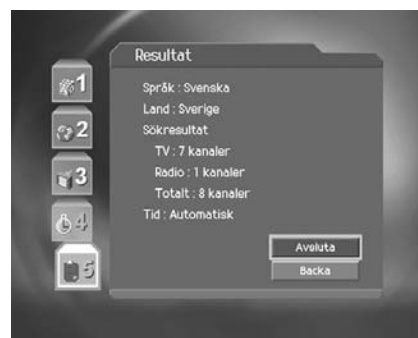 Resultat
1
Språk : Svenska
Land : Sverige
2
Sökresultat
TV : 7 kanaler
3
Radio : 1 kanaler
Totalt : 8 kanaler
4
Tid : Automatisk
5
Avsluta
Backa